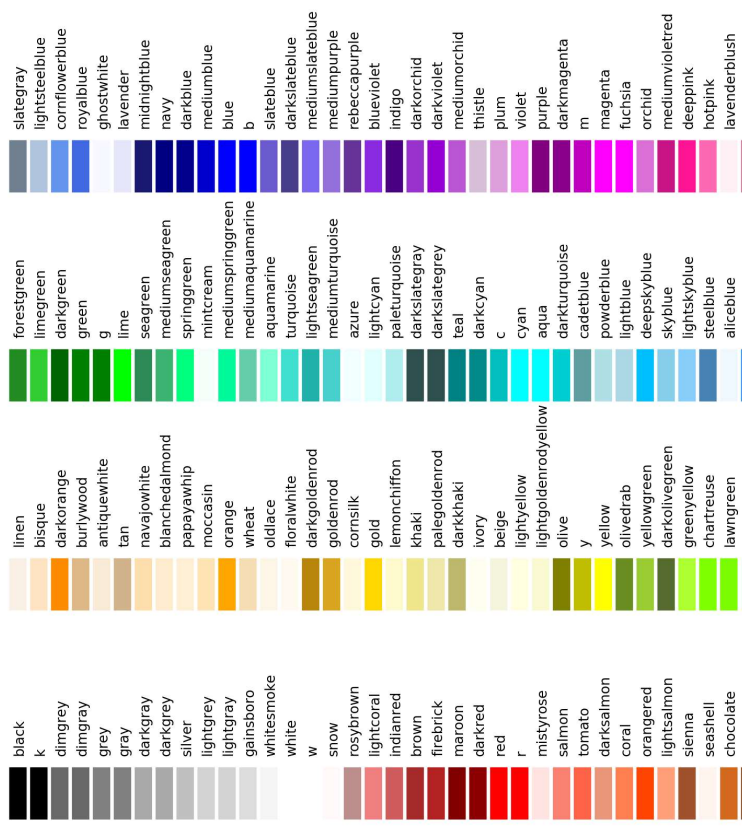 slategray
lightsteelblue
cornflowerblue
royalblue
ghostwhite
lavender
midnightblue
navy
darkblue
mediumblue
blue
b
slateblue
darkslateblue
mediumslateblue
mediumpurple
rebeccapurple
blueviolet
indigo
darkorchid
darkviolet
mediumorchid
thistle
plum
violet
purple
darkmagenta
m
magenta
fuchsia
orchid
mediumvioletred
deeppink
hotpink
lavenderblush
forestgreen
limegreen
darkgreen
green
g
lime
seagreen
mediumseagreen
springgreen
mintcream
mediumspringgreen
mediumaquamarine
aquamarine
turquoise
lightseagreen
mediumturquoise
azure
lightcyan
paleturquoise
darkslategray
darkslategrey
teal
darkcyan
c
cyan
aqua
darkturquoise
cadetblue
powderblue
lightblue
deepskyblue
skyblue
lightskyblue
steelblue
aliceblue
linen
bisque
darkorange
burlywood
antiquewhite
tan
navajowhite
blanchedalmond
papayawhip
moccasin
orange
wheat
oldlace
floralwhite
darkgoldenrod
goldenrod
cornsilk
gold
lemonchiffon
khaki
palegoldenrod
darkkhaki
ivory
beige
lightyellow
lightgoldenrodyellow
olive
y
yellow
olivedrab
yellowgreen
darkolivegreen
greenyellow
chartreuse
lawngreen
black
k
dimgrey
dimgray
grey
gray
darkgray
darkgrey
silver
lightgrey
lightgray
gainsboro
whitesmoke
white
w
snow
rosybrown
lightcoral
indianred
brown
firebrick
maroon
darkred
red
r
mistyrose
salmon
tomato
darksalmon
coral
orangered
lightsalmon
sienna
seashell
chocolate